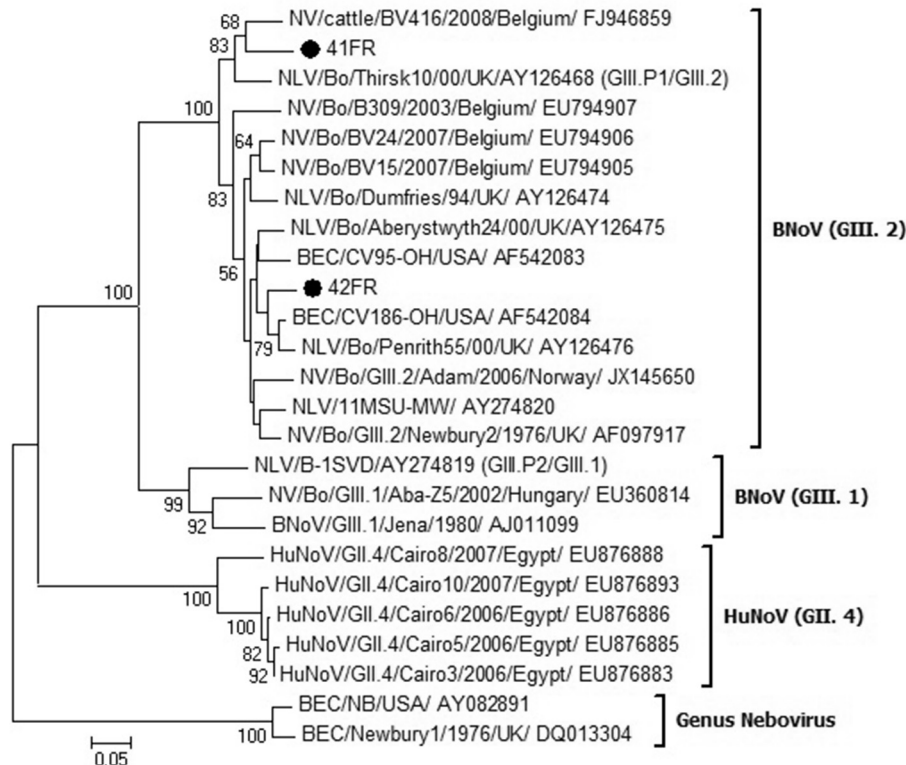 68
NV/cattle/BV416/2008/Belgium/ FJ946859
83
41FR
NLV/Bo/Thirsk10/00/UK/AY126468 (GIII.P1/GIII.2)
100
NV/Bo/B309/2003/Belgium/ EU794907
64
NV/Bo/BV24/2007/Belgium/ EU794906
NV/Bo/BV15/2007/Belgium/ EU794905
83
NLV/Bo/Dumfries/94/UK/ AY126474
NLV/Bo/Aberystwyth24/00/UK/AY126475
BNoV (GIII. 2)
BEC/CV95-OH/USA/ AF542083
56
42FR
100
BEC/CV186-OH/USA/ AF542084
79
NLV/Bo/Penrith55/00/UK/ AY126476
NV/Bo/GIII.2/Adam/2006/Norway/ JX145650
NLV/11MSU-MW/ AY274820
NV/Bo/GIII.2/Newbury2/1976/UK/ AF097917
NLV/B-1SVD/AY274819 (GIII.P2/GIII.1)
99
NV/Bo/GIII.1/Aba-Z5/2002/Hungary/ EU360814
BNoV (GIII. 1)
92
BNoV/GIII.1/Jena/1980/ AJ011099
HuNoV/GII.4/Cairo8/2007/Egypt/ EU876888
100
HuNoV/GII.4/Cairo10/2007/Egypt/ EU876893
HuNoV/GII.4/Cairo6/2006/Egypt/ EU876886
HuNoV (GII. 4)
100
HuNoV/GII.4/Cairo5/2006/Egypt/ EU876885
82
HuNoV/GII.4/Cairo3/2006/Egypt/ EU876883
92
BEC/NB/USA/ AY082891
Genus Nebovirus
100
BEC/Newbury1/1976/UK/ DQ013304
0.05